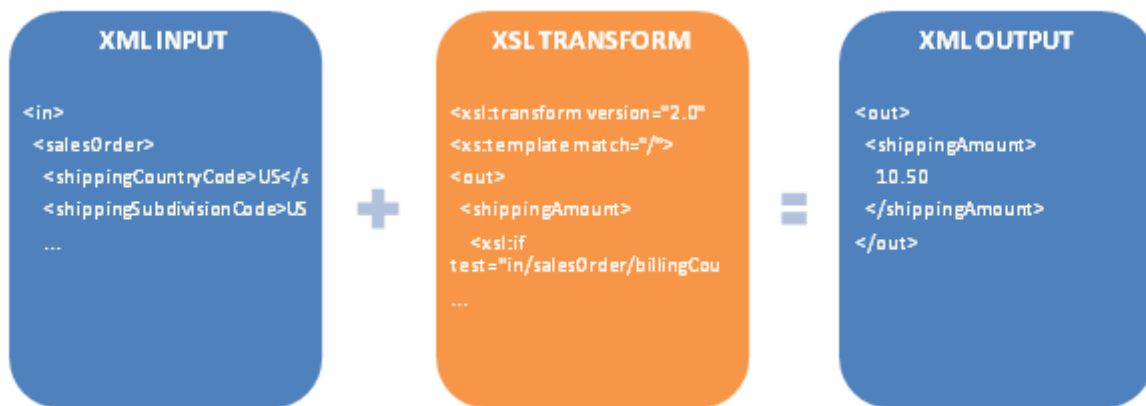 XML INPUT
<in>
<salesOrder>
<shippingCountryCode>US</s
<shippingSubdivisionCode>US
...
XSL TRANSFORM
<xsl:transform version="2.0"
<xs:template match="/">
<out>
<shippingAmount>
<xsl:if
test="in/salesOrder/billingCou
...
XML OUTPUT
<out>
<shippingAmount>
10.50
</shippingAmount>
</out>